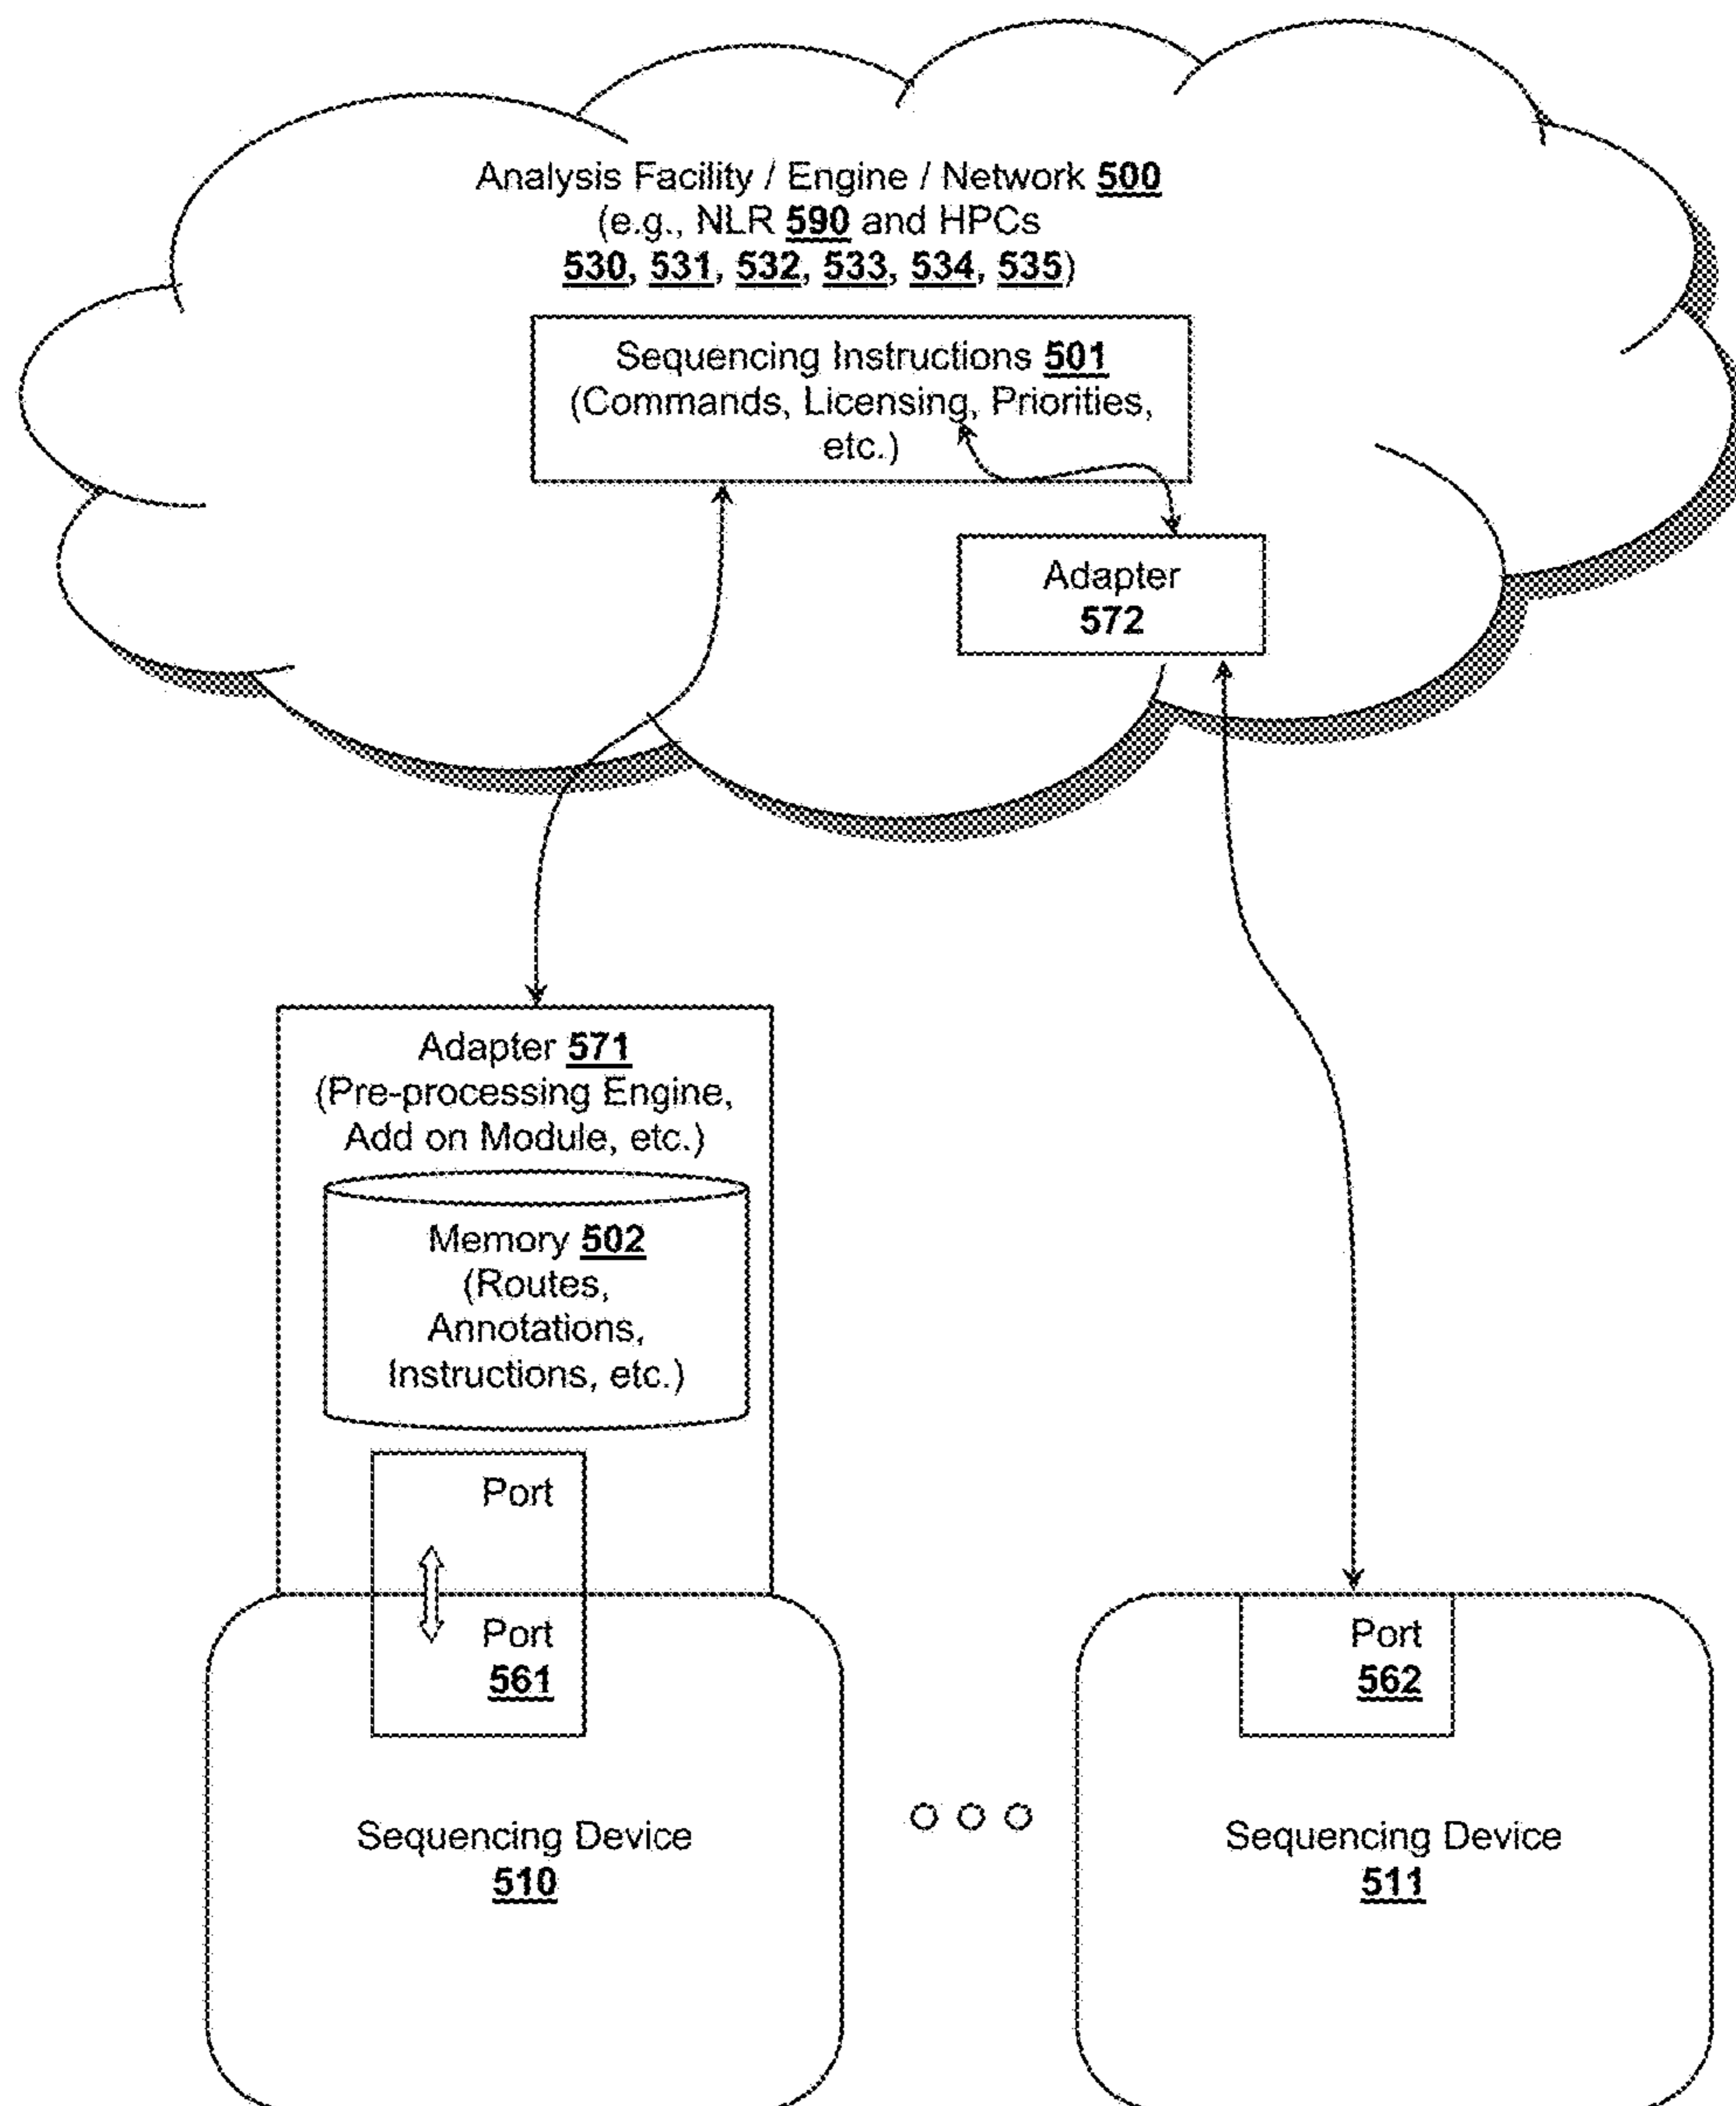 Analysis Facility / Engine / Network 500
(e.g., NLR 590 and HPCs
530, 531, 532, 533, 534, 535)
Sequencing Instructions 501
(Commands, Licensing, Priorities,
etc.)
Adapter
572
Adapter 571
(Pre-processing Engine,
Add on Module, etc.)
Memory 502
(Routes,
Annotations,
Instructions, etc.)
Port
Port
561
Port
562
Sequencing Device
510
Sequencing Device
511